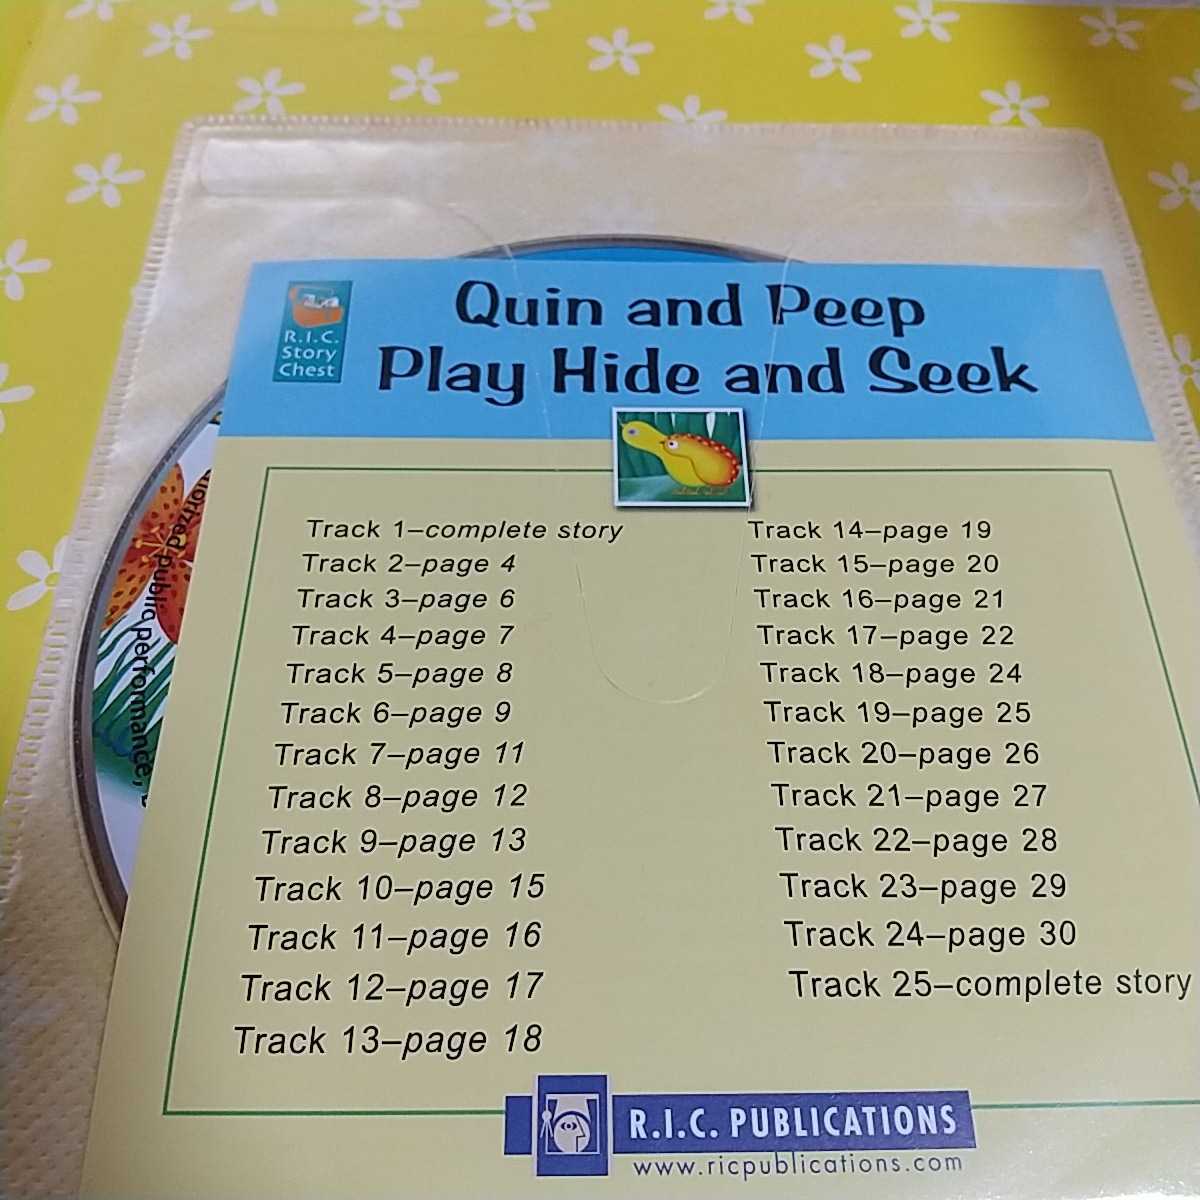 R.I.C.
Story
Chest
Quin and Peep
Play Hide and Seek
Track 1–complete story
Track 2–page 4
Track 3–page 6
Track 4–page 7
Track 5–page 8
Track 6–page 9
Track 7–page 11
Track 8–page 12
Track 9–page 13
Track 10–page 15
Track 11–page 16
Track 12–page 17
Track 13–page 18
Track 14–page 19
Track 15–page 20
Track 16–page 21
Track 17–page 22
Track 18–page 24
Track 19–page 25
Track 20–page 26
Track 21–page 27
Track 22–page 28
Track 23–page 29
Track 24–page 30
Track 25–complete story
public performance,
R.I.C. PUBLICATIONS
www.ricpublications.com